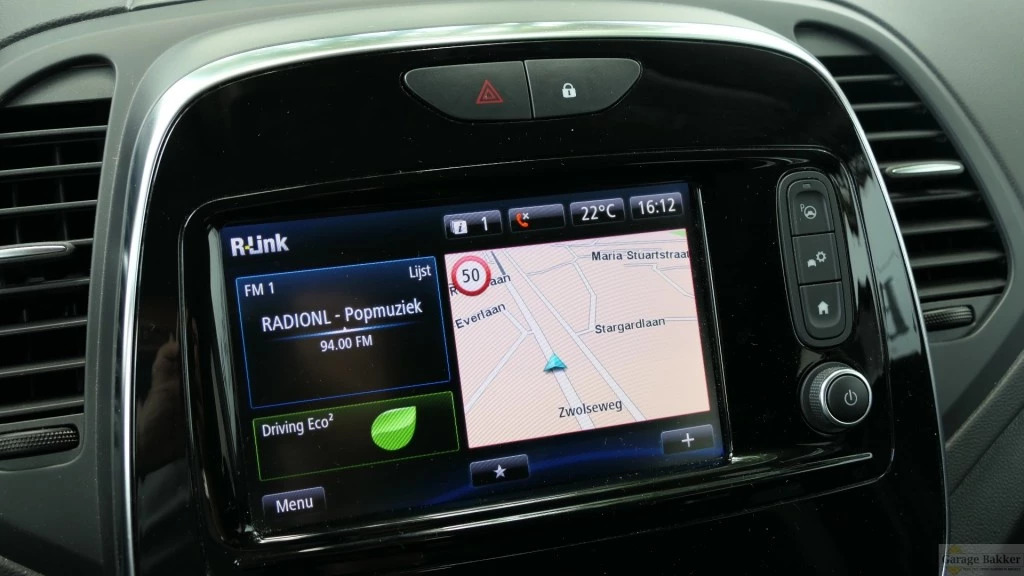 R-Link
1
22°C
16:12
FM 1
Lijst
RADIONL - Popmuziek
94.00 FM
Driving Eco²
Menu
50
Maria Stuartstraat
Everlaan
Stargardlaan
Zwolseweg
+
Garage Bakker